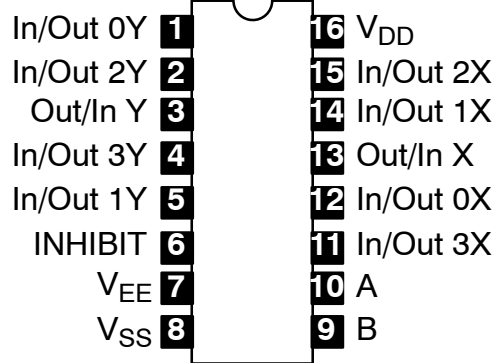 In/Out 0Y 1 16 VDD
In/Out 2Y 2 15 In/Out 2X
Out/In Y 3 14 In/Out 1X
In/Out 3Y 4 13 Out/In X
In/Out 1Y 5 12 In/Out 0X
INHIBIT 6 11 In/Out 3X
VEE 7 10 A
VSS 8 9 B